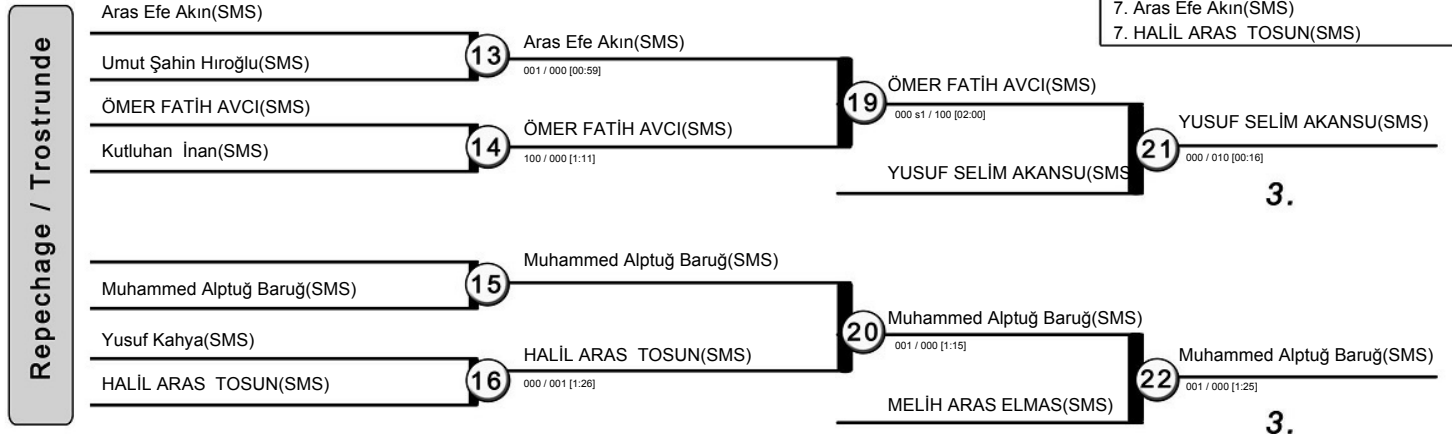 7. Aras Efe Akın(SMS)
7. HALİL ARAS TOSUN(SMS)
Repechage / Trostrunde
Aras Efe Akın(SMS)
Umut Şahin Hıroğlu(SMS)
13
Aras Efe Akın(SMS)
001 / 000 [00:59]
ÖMER FATİH AVCI(SMS)
Kutluhan İnan(SMS)
14
ÖMER FATİH AVCI(SMS)
100 / 000 [1:11]
19
ÖMER FATİH AVCI(SMS)
000 s1 / 100 [02:00]
YUSUF SELİM AKANSU(SMS
21
YUSUF SELİM AKANSU(SMS)
000 / 010 [00:16]
3.
Muhammed Alptuğ Baruğ(SMS)
15
Muhammed Alptuğ Baruğ(SMS)
Yusuf Kahya(SMS)
HALİL ARAS TOSUN(SMS)
16
HALİL ARAS TOSUN(SMS)
000 / 001 [1:26]
20
Muhammed Alptuğ Baruğ(SMS)
001 / 000 [1:15]
MELİH ARAS ELMAS(SMS)
22
Muhammed Alptuğ Baruğ(SMS)
001 / 000 [1:25]
3.